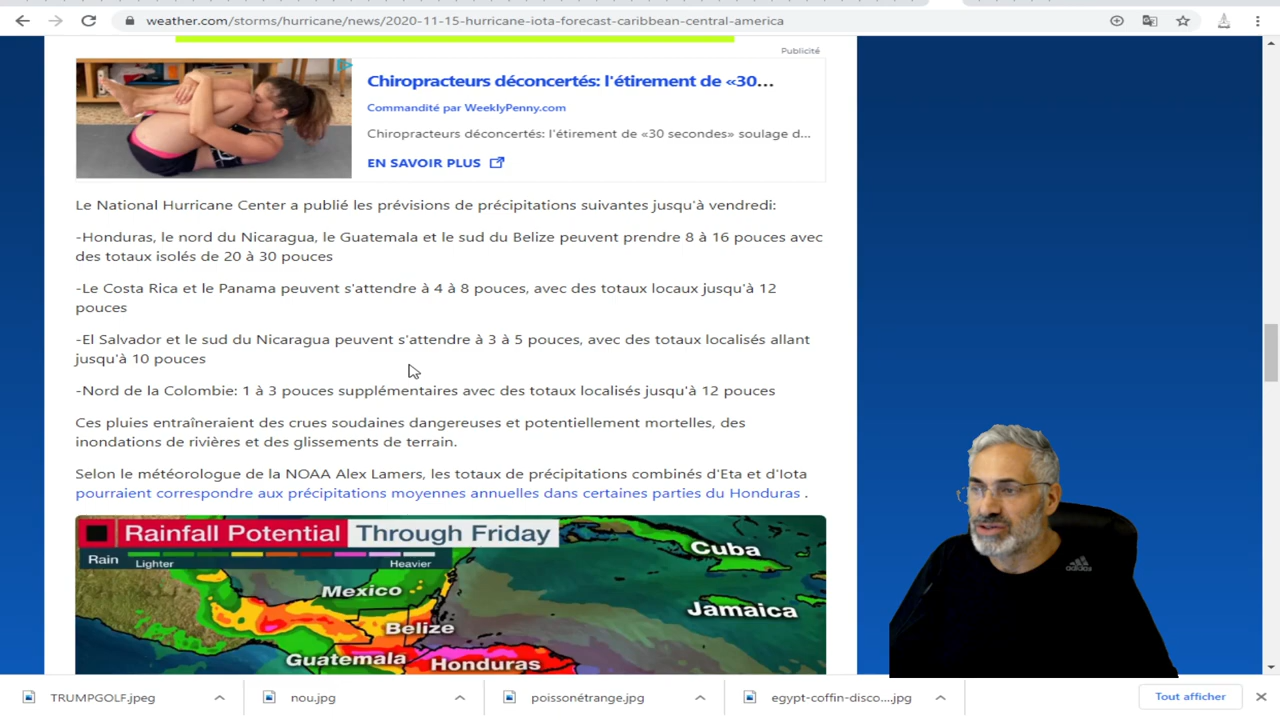 weather.com/storms/hurricane/news/2020-11-15-hurricane-iota-forecast-caribbean-central-america
Publicité
Chiropracteurs déconcertés: l'étirement de «30...
Commandité par WeeklyPenny.com
Chiropracteurs déconcertés: l'étirement de «30 secondes» soulage d...
EN SAVOIR PLUS
Le National Hurricane Center a publié les prévisions de précipitations suivantes jusqu'à vendredi:
-Honduras, le nord du Nicaragua, le Guatemala et le sud du Belize peuvent prendre 8 à 16 pouces avec
des totaux isolés de 20 à 30 pouces
-Le Costa Rica et le Panama peuvent s'attendre à 4 à 8 pouces, avec des totaux locaux jusqu'à 12
pouces
-El Salvador et le sud du Nicaragua peuvent s'attendre à 3 à 5 pouces, avec des totaux localisés allant
jusqu'à 10 pouces
-Nord de la Colombie: 1 à 3 pouces supplémentaires avec des totaux localisés jusqu'à 12 pouces
Ces pluies entraîneraient des crues soudaines dangereuses et potentiellement mortelles, des
inondations de rivières et des glissements de terrain.
Selon le météorologue de la NOAA Alex Lamers, les totaux de précipitations combinés d'Eta et d'Iota
pourraient correspondre aux précipitations moyennes annuelles dans certaines parties du Honduras .
Rainfall Potential Through Friday
Rain Lighter Heavier
Cuba
Mexico
Jamaica
Belize
Guatemala
Honduras
adidas
TRUMPGOLF.jpeg
nou.jpg
poissonétrange.jpg
egypt-coffin-disco....jpg
Tout afficher